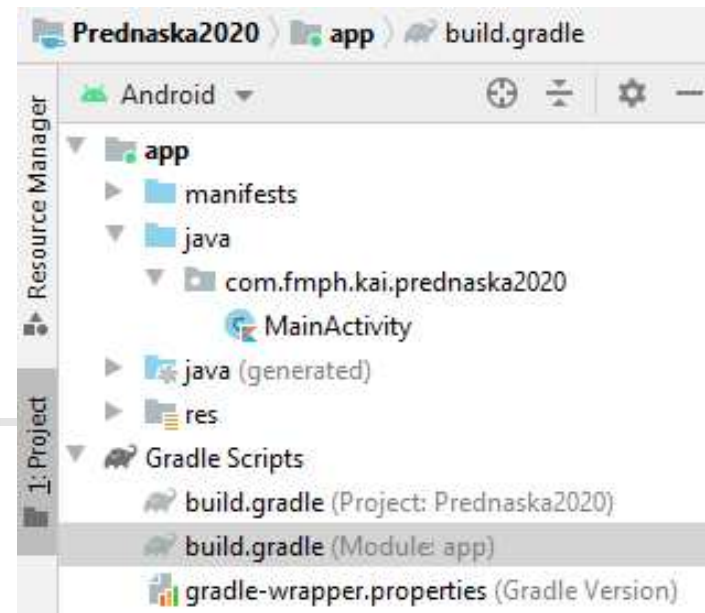 Prednaska2020 app build.gradle
Android
Resource Manager
1: Project
app
manifests
java
com.fmph.kai.prednaska2020
MainActivity
java (generated)
res
Gradle Scripts
build.gradle (Project: Prednaska2020)
build.gradle (Module: app)
gradle-wrapper.properties (Gradle Version)